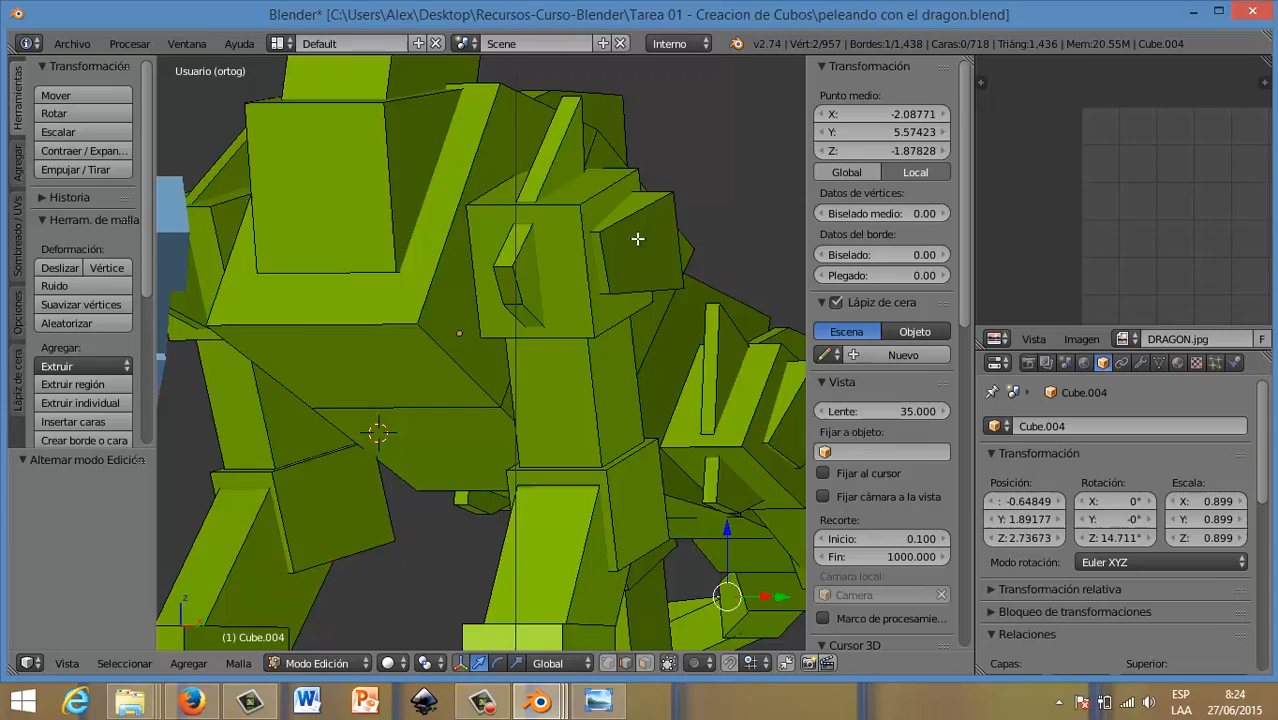 Blender* [C:\Users\Alex\Desktop\Recursos-Curso-Blender\Tarea 01 - Creacion de Cubos\peleando con el dragon.blend]
Archivo Procesar Ventana Ayuda Default Scene Interno v2.74 | Vért:2/957 | Bordes:1/1,438 | Caras:0/718 | Triáng:1,436 | Mem:20.55M | Cube.004
Herramientas
Agregar
Sombreado / UVs
Opciones
Lápiz de cera
Transformación
Mover
Rotar
Escalar
Contraer / Expan...
Empujar / Tirar
Historia
Herram. de malla
Deformación:
Deslizar Vértice
Ruido
Suavizar vértices
Aleatorizar
Agregar:
Extruir
Extruir región
Extruir individual
Insertar caras
Crear borde o cara
Alternar modo Edición
Usuario (ortog)
z
x
(1) Cube.004
Vista Seleccionar Agregar Malla Modo Edición Global
Transformación
Punto medio:
X: -2.08771
Y: 5.57423
Z: -1.87828
Global Local
Datos de vértices:
Biselado medio: 0.00
Datos del borde:
Biselado: 0.00
Plegado: 0.00
Lápiz de cera
Escena Objeto
Nuevo
Vista
Lente: 35.000
Fijar a objeto:
Fijar al cursor
Fijar cámara a la vista
Recorte:
Inicio: 0.100
Fin: 1000.000
Cámara local:
Camera
Marco de procesamie...
Cursor 3D
Vista Imagen DRAGON.jpg F
Cube.004
Cube.004
Transformación
Posición: Rotación: Escala:
: -0.64849 X: 0° X: 0.899
Y: 1.89177 Y: -0° Y: 0.899
Z: 2.73673 Z: 14.711° Z: 0.899
Modo rotación: Euler XYZ
Transformación relativa
Bloqueo de transformaciones
Relaciones
Capas: Superior:
ESP
LAA
8:24
27/06/2015